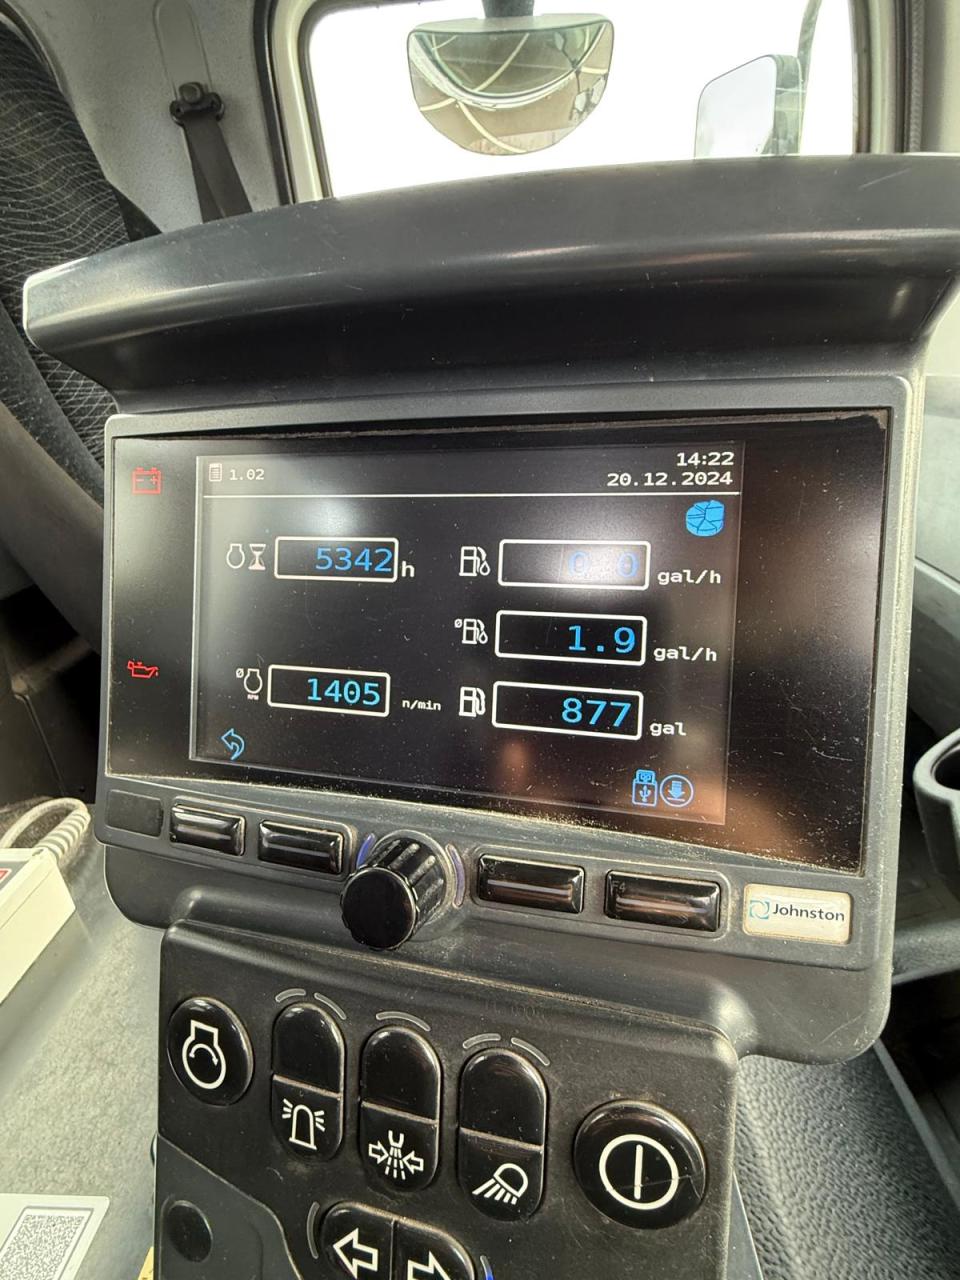 1.02
14:22
20.12.2024
5342 h
0.0 gal/h
ø 1.9 gal/h
ø RPM 1405 n/min
877 gal
Johnston